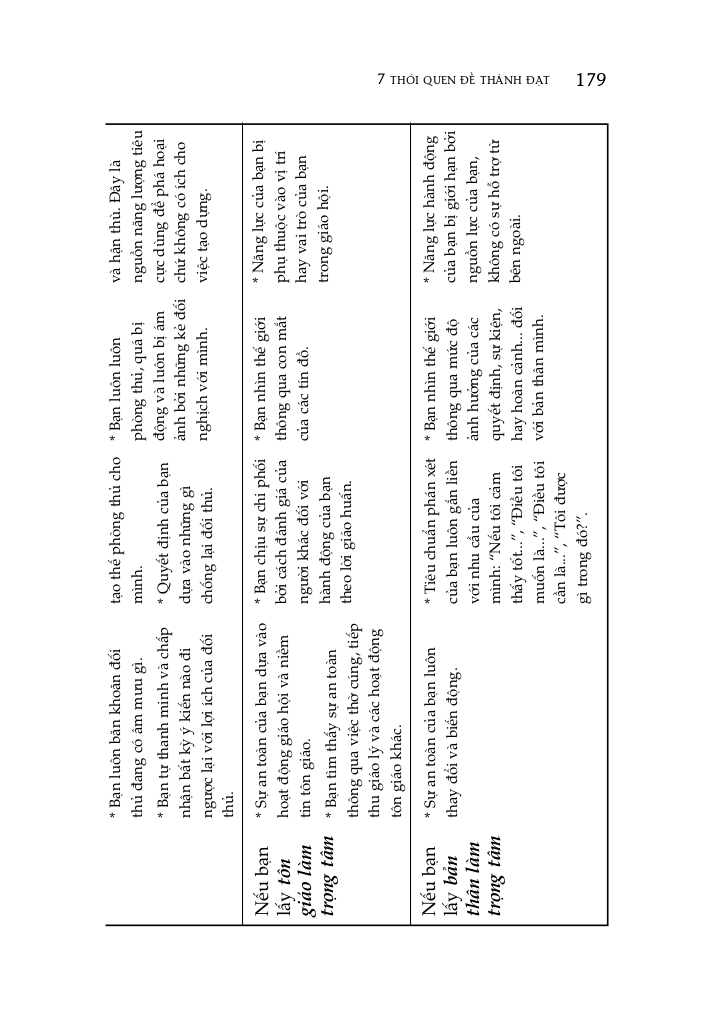 7 THÓI QUEN ĐỂ THÀNH ĐẠT 179
* Bạn luôn băn khoăn đối
thủ đang có âm mưu gì.
* Bạn tự thanh minh và chấp
nhận bất kỳ ý kiến nào đi
ngược lại với lợi ích của đối
thủ.
tạo thế phòng thủ cho
mình.
* Quyết định của bạn
dựa vào những gì
chống lại đối thủ.
* Bạn luôn luôn
phòng thủ, quá bị
động và luôn bị ám
ảnh bởi những kẻ đối
nghịch với mình.
và hận thù. Đây là
nguồn năng lượng tiêu
cực dùng để phá hoại
chứ không có ích cho
việc tạo dựng.
Nếu bạn
lấy tôn
giáo làm
trọng tâm
* Sự an toàn của bạn dựa vào
hoạt động giáo hội và niềm
tin tôn giáo.
* Bạn tìm thấy sự an toàn
thông qua việc thờ cúng, tiếp
thu giáo lý và các hoạt động
tôn giáo khác.
* Bạn chịu sự chi phối
bởi cách đánh giá của
người khác đối với
hành động của bạn
theo lời giáo huấn.
* Bạn nhìn thế giới
thông qua con mắt
của các tín đồ.
* Năng lực của bạn bị
phụ thuộc vào vị trí
hay vai trò của bạn
trong giáo hội.
Nếu bạn
lấy bản
thân làm
trọng tâm
* Sự an toàn của bạn luôn
thay đổi và biến động.
* Tiêu chuẩn phán xét
của bạn luôn gắn liền
với nhu cầu của
mình: “Nếu tôi cảm
thấy tốt...”, “Điều tôi
muốn là...”, “Điều tôi
cần là...”, “Tôi được
gì trong đó?”.
* Bạn nhìn thế giới
thông qua mức độ
ảnh hưởng của các
quyết định, sự kiện,
hay hoàn cảnh... đối
với bản thân mình.
* Năng lực hành động
của bạn bị giới hạn bởi
nguồn lực của bạn,
không có sự hỗ trợ từ
bên ngoài.